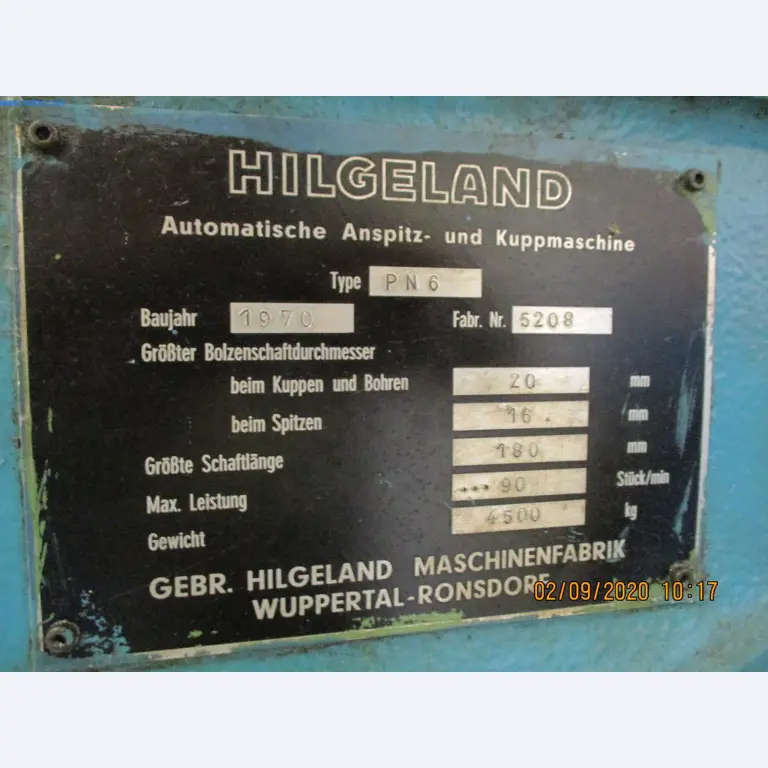 HILGELAND
Automatische Anspitz- und Kuppmaschine
Type PN6
Baujahr 1970 Fabr. Nr. 5208
Größter Bolzenschaftdurchmesser
beim Kuppen und Bohren 20 mm
beim Spitzen 16 mm
Größte Schaftlänge 180 mm
Max. Leistung ...90 Stück/min
Gewicht 4500 kg
GEBR. HILGELAND MASCHINENFABRIK
WUPPERTAL-RONSDORF
02/09/2020 10:17